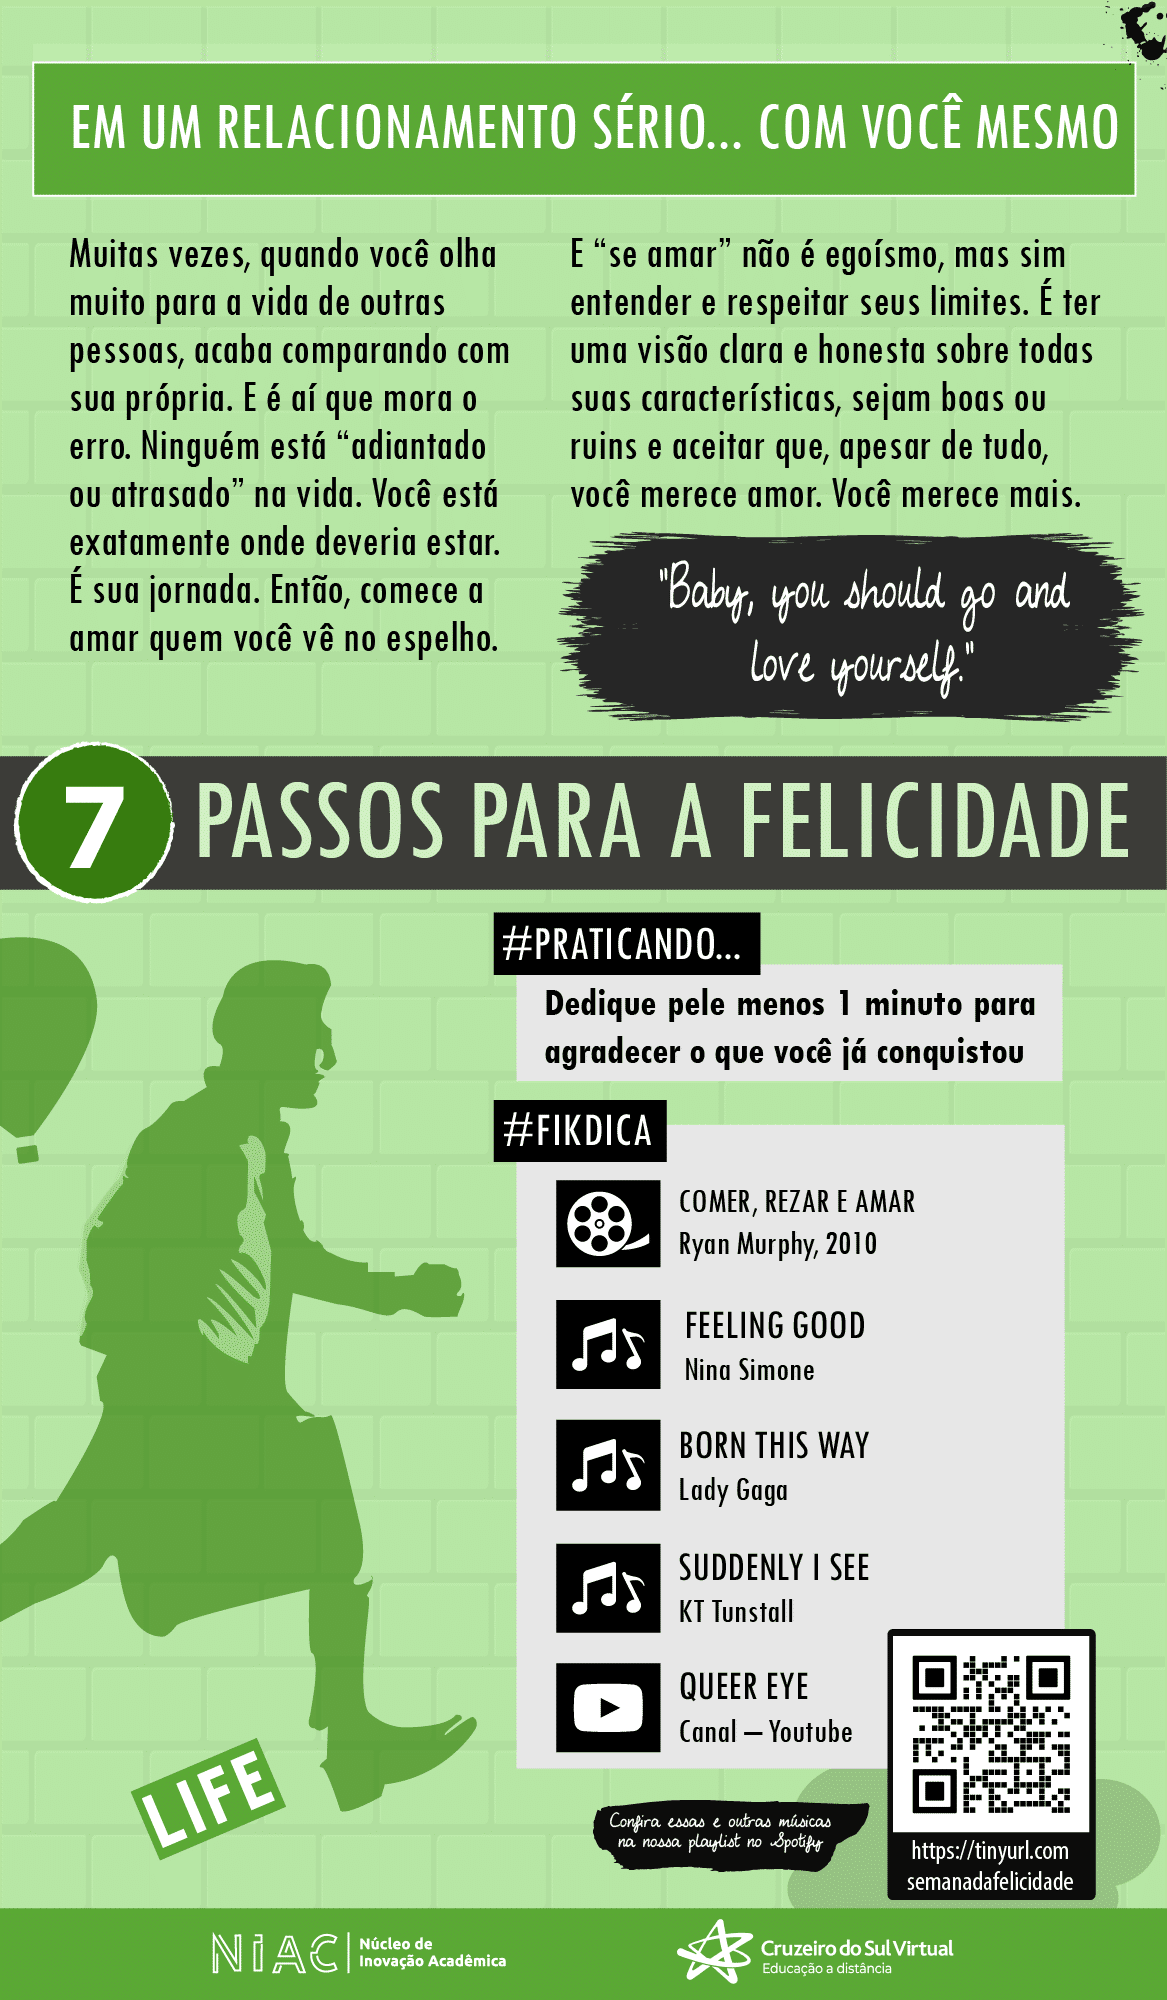 EM UM RELACIONAMENTO SÉRIO... COM VOCÊ MESMO
Muitas vezes, quando você olha
muito para a vida de outras
pessoas, acaba comparando com
sua própria. E é aí que mora o
erro. Ninguém está “adiantado
ou atrasado” na vida. Você está
exatamente onde deveria estar.
É sua jornada. Então, comece a
amar quem você vê no espelho.
E “se amar” não é egoísmo, mas sim
entender e respeitar seus limites. É ter
uma visão clara e honesta sobre todas
suas características, sejam boas ou
ruins e aceitar que, apesar de tudo,
você merece amor. Você merece mais.
"Baby, you should go and
love yourself."
7 PASSOS PARA A FELICIDADE
#PRATICANDO...
Dedique pele menos 1 minuto para
agradecer o que você já conquistou
#FIKDICA
COMER, REZAR E AMAR
Ryan Murphy, 2010
FEELING GOOD
Nina Simone
BORN THIS WAY
Lady Gaga
SUDDENLY I SEE
KT Tunstall
QUEER EYE
Canal – Youtube
LIFE
Confira essas e outras músicas
na nossa playlist no Spotify
https://tinyurl.com
semanadafelicidade
NIAC
Núcleo de
Inovação Acadêmica
Cruzeiro do Sul Virtual
Educação a distância